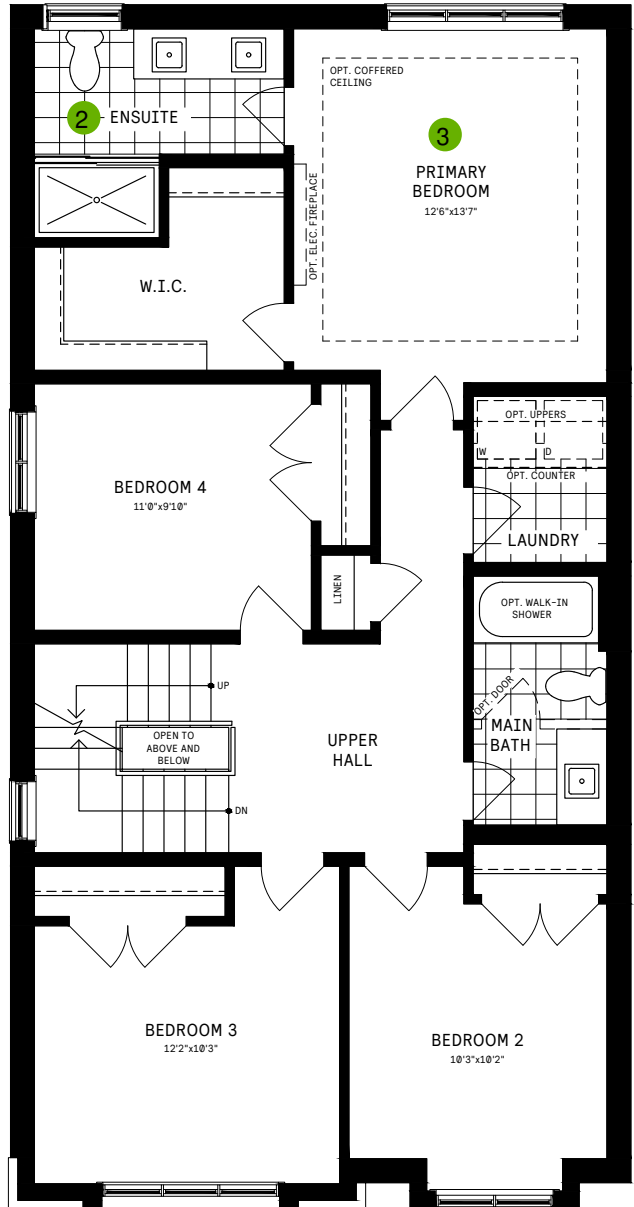 OPT. COFFERED
CEILING
2 ENSUITE
3
PRIMARY
BEDROOM
12'6"x13'7"
OPT. ELEC. FIREPLACE
W.I.C.
OPT. UPPERS
W D
OPT. COUNTER
LAUNDRY
BEDROOM 4
11'0"x9'10"
LINEN
OPT. WALK-IN
SHOWER
UP
OPT. DOOR
OPEN TO
ABOVE AND
BELOW
UPPER
HALL
MAIN
BATH
DN
BEDROOM 3
12'2"x10'3"
BEDROOM 2
10'3"x10'2"